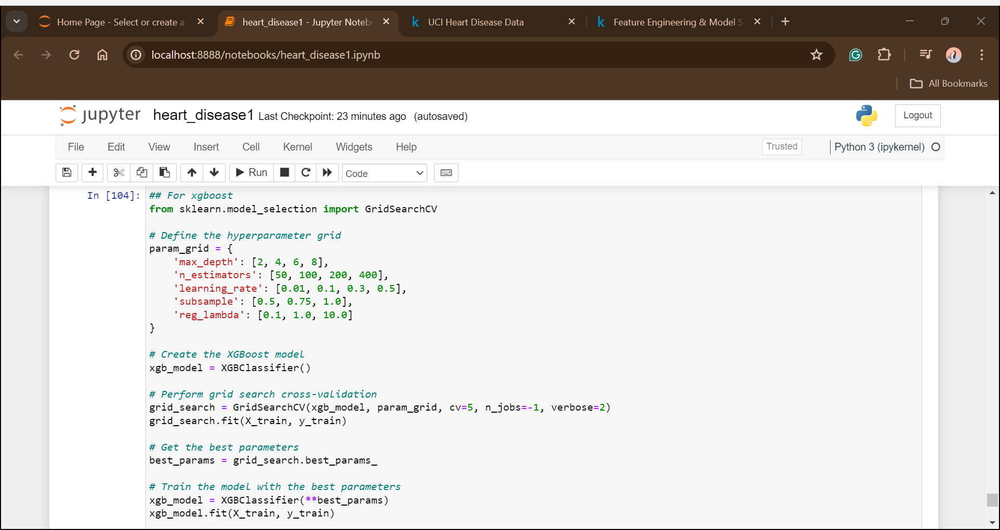 Home Page - Select or create a
heart_disease1 - Jupyter Noteb
UCI Heart Disease Data
Feature Engineering & Model S
localhost:8888/notebooks/heart_disease1.ipynb
All Bookmarks
jupyter heart_disease1 Last Checkpoint: 23 minutes ago (autosaved)
Logout
File Edit View Insert Cell Kernel Widgets Help
Trusted
Python 3 (ipykernel)
Run
Code
In [104]:
## For xgboost
from sklearn.model_selection import GridSearchCV
# Define the hyperparameter grid
param_grid = {
    'max_depth': [2, 4, 6, 8],
    'n_estimators': [50, 100, 200, 400],
    'learning_rate': [0.01, 0.1, 0.3, 0.5],
    'subsample': [0.5, 0.75, 1.0],
    'reg_lambda': [0.1, 1.0, 10.0]
}
# Create the XGBoost model
xgb_model = XGBClassifier()
# Perform grid search cross-validation
grid_search = GridSearchCV(xgb_model, param_grid, cv=5, n_jobs=-1, verbose=2)
grid_search.fit(X_train, y_train)
# Get the best parameters
best_params = grid_search.best_params_
# Train the model with the best parameters
xgb_model = XGBClassifier(**best_params)
xgb_model.fit(X_train, y_train)